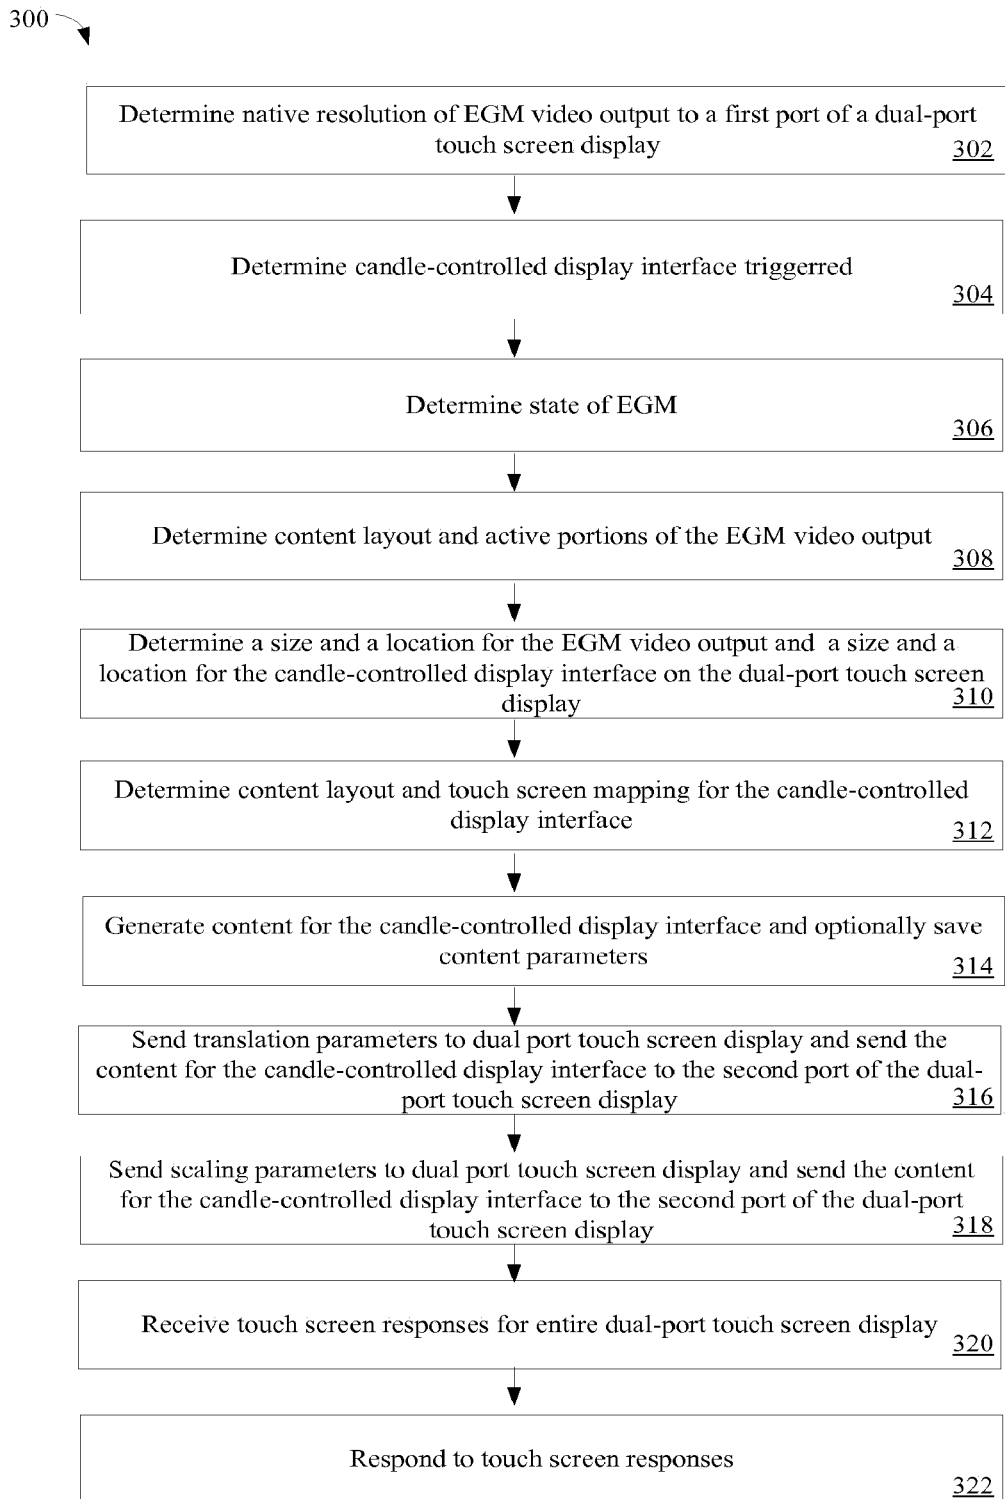 300
Determine native resolution of EGM video output to a first port of a dual-port
touch screen display
302
Determine candle-controlled display interface triggerred
304
Determine state of EGM
306
Determine content layout and active portions of the EGM video output
308
Determine a size and a location for the EGM video output and a size and a
location for the candle-controlled display interface on the dual-port touch screen
display
310
Determine content layout and touch screen mapping for the candle-controlled
display interface
312
Generate content for the candle-controlled display interface and optionally save
content parameters
314
Send translation parameters to dual port touch screen display and send the
content for the candle-controlled display interface to the second port of the dual-
port touch screen display
316
Send scaling parameters to dual port touch screen display and send the content
for the candle-controlled display interface to the second port of the dual-port
touch screen display
318
Receive touch screen responses for entire dual-port touch screen display
320
Respond to touch screen responses
322